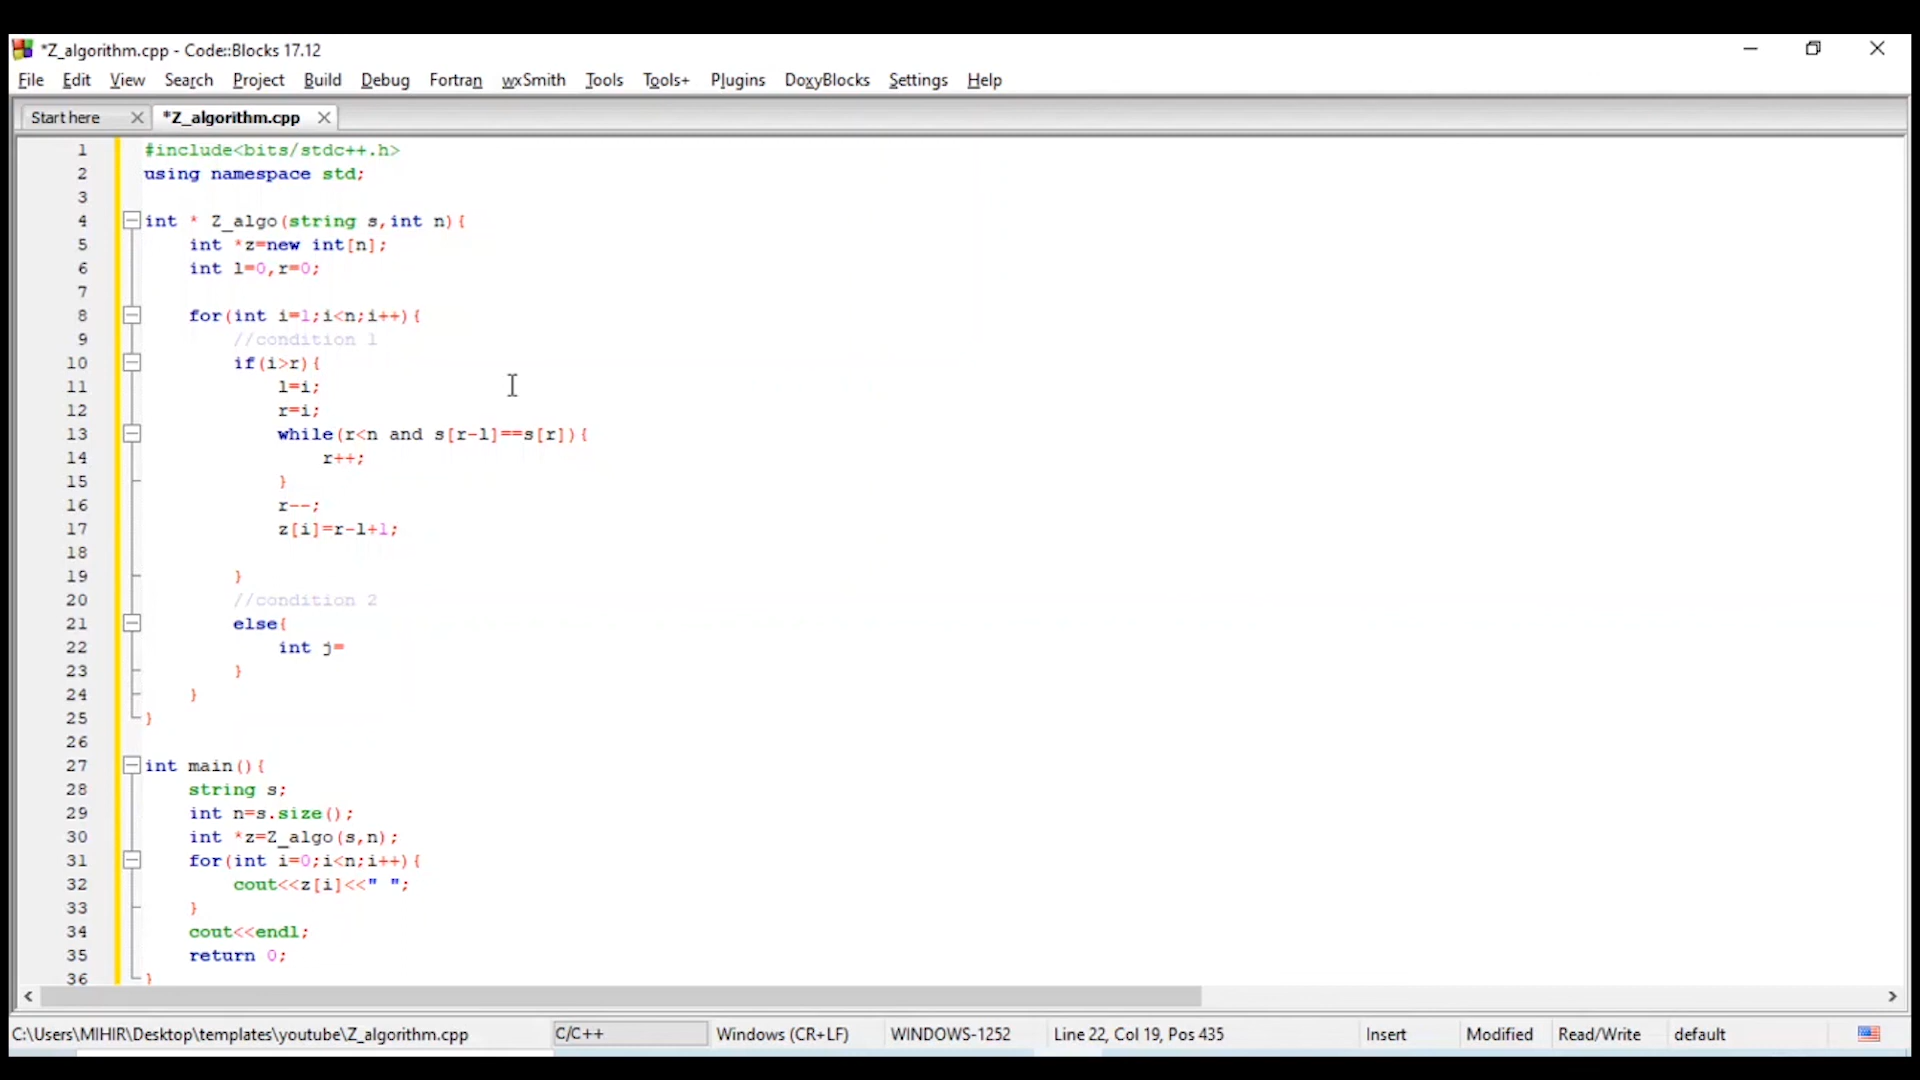 *Z_algorithm.cpp - Code::Blocks 17.12
File Edit View Search Project Build Debug Fortran wxSmith Tools Tools+ Plugins DoxyBlocks Settings Help
Start here *Z_algorithm.cpp
1 #include<bits/stdc++.h>
2 using namespace std;
3
4 int * Z_algo(string s,int n){
5 int *z=new int[n];
6 int l=0,r=0;
7
8 for(int i=1;i<n;i++){
9 //condition 1
10 if(i>r){
11 l=i;
12 r=i;
13 while(r<n and s[r-l]==s[r]){
14 r++;
15 }
16 r--;
17 z[i]=r-l+1;
18
19 }
20 //condition 2
21 else{
22 int j=
23 }
24 }
25 }
26
27 int main(){
28 string s;
29 int n=s.size();
30 int *z=Z_algo(s,n);
31 for(int i=0;i<n;i++){
32 cout<<z[i]<<" ";
33 }
34 cout<<endl;
35 return 0;
36 }
C:\Users\MIHIR\Desktop\templates\youtube\Z_algorithm.cpp C/C++ Windows (CR+LF) WINDOWS-1252 Line 22, Col 19, Pos 435 Insert Modified Read/Write default